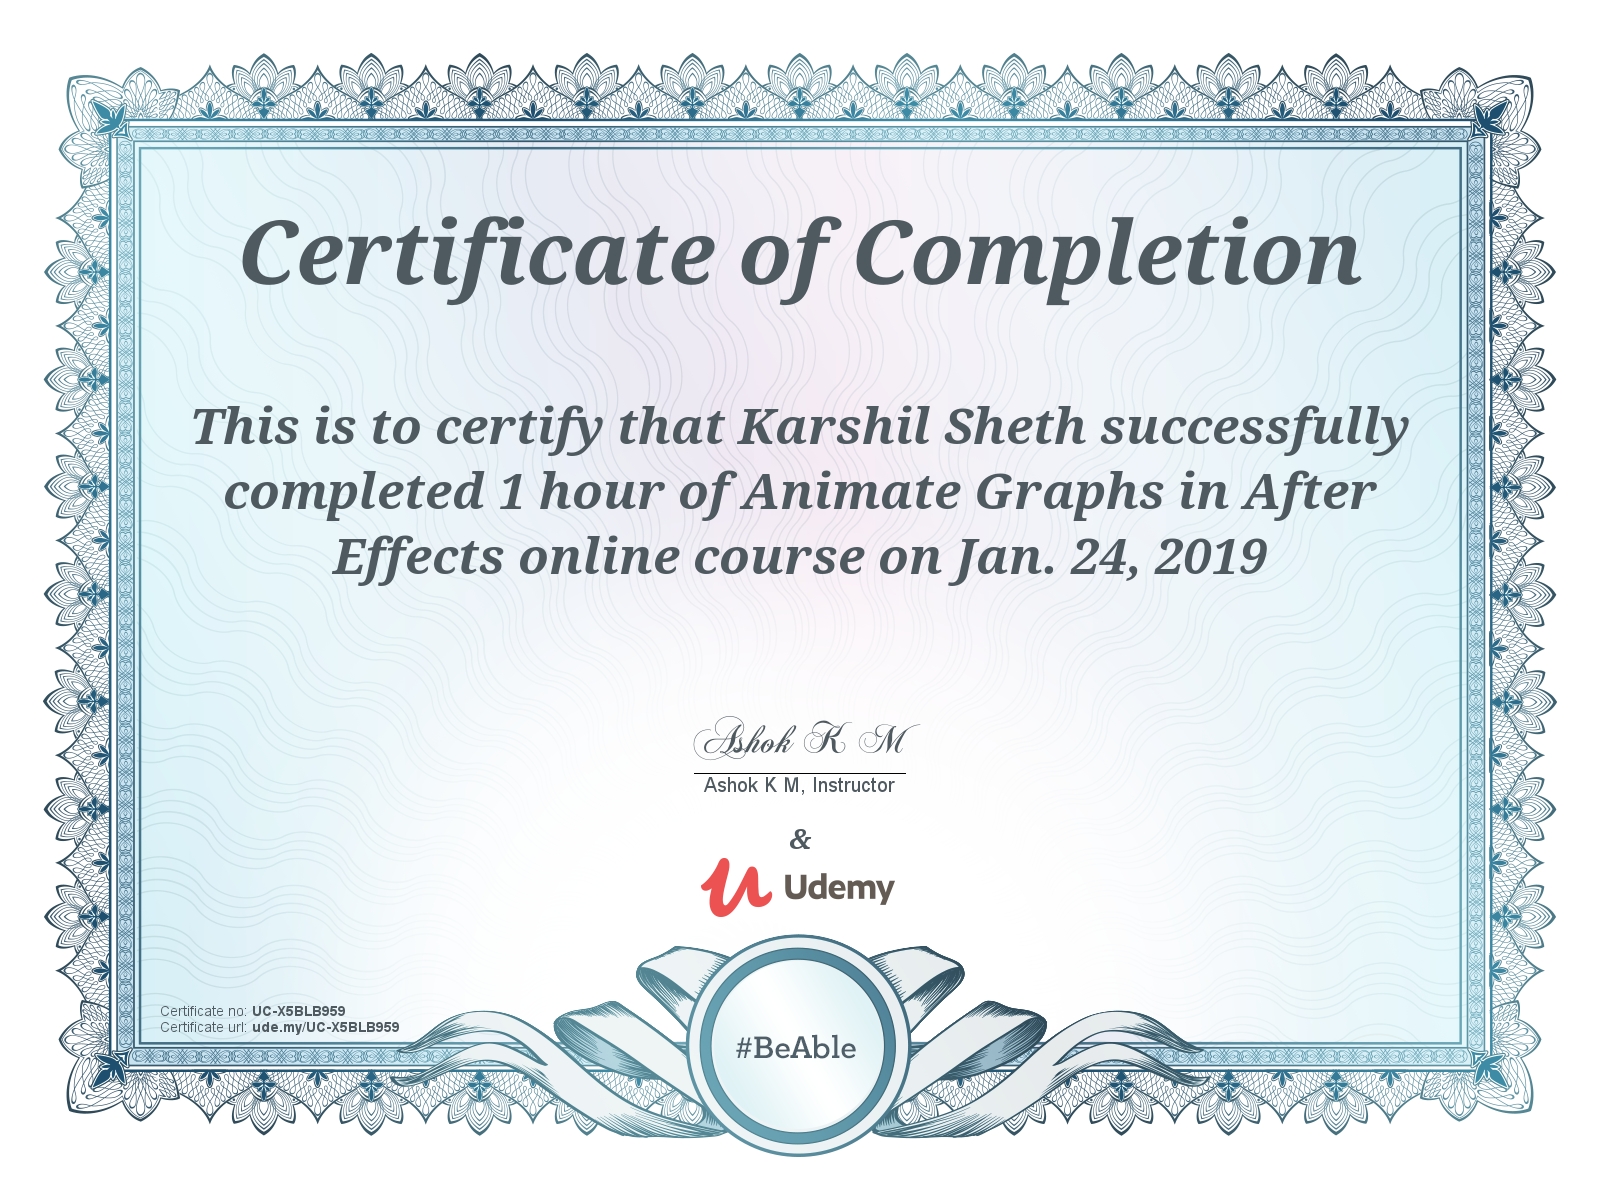 Certificate of Completion
This is to certify that Karshil Sheth successfully
completed 1 hour of Animate Graphs in After
Effects online course on Jan. 24, 2019
Ashok K M
Ashok K M, Instructor
&
Udemy
Certificate no: UC-X5BLB959
Certificate url: ude.my/UC-X5BLB959
#BeAble